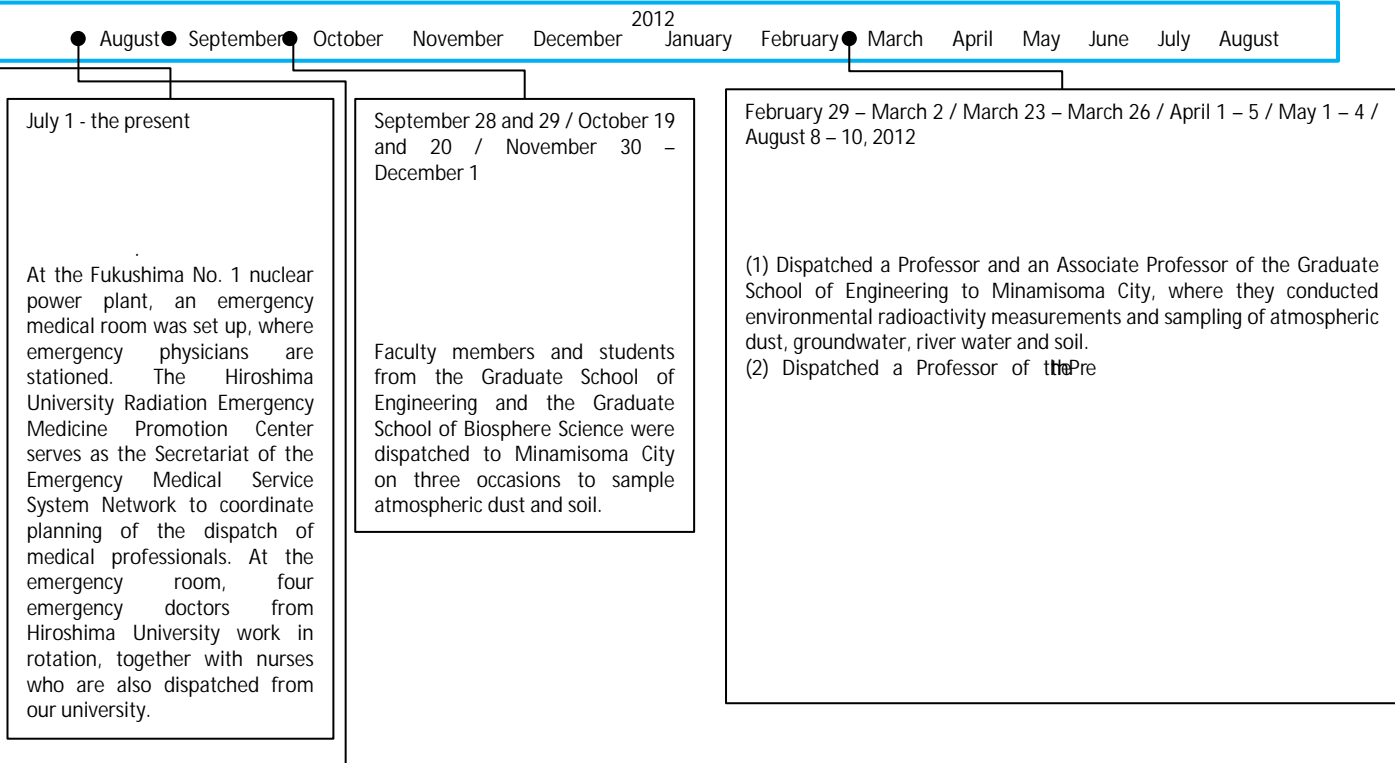 2012
August September October November December January February March April May June July August
July 1 - the present
.
At the Fukushima No. 1 nuclear
power plant, an emergency
medical room was set up, where
emergency physicians are
stationed. The Hiroshima
University Radiation Emergency
Medicine Promotion Center
serves as the Secretariat of the
Emergency Medical Service
System Network to coordinate
planning of the dispatch of
medical professionals. At the
emergency room, four
emergency doctors from
Hiroshima University work in
rotation, together with nurses
who are also dispatched from
our university.
September 28 and 29 / October 19
and 20 / November 30 –
December 1
Faculty members and students
from the Graduate School of
Engineering and the Graduate
School of Biosphere Science were
dispatched to Minamisoma City
on three occasions to sample
atmospheric dust and soil.
February 29 – March 2 / March 23 – March 26 / April 1 – 5 / May 1 – 4 /
August 8 – 10, 2012
(1) Dispatched a Professor and an Associate Professor of the Graduate
School of Engineering to Minamisoma City, where they conducted
environmental radioactivity measurements and sampling of atmospheric
dust, groundwater, river water and soil.
(2) Dispatched a Professor of